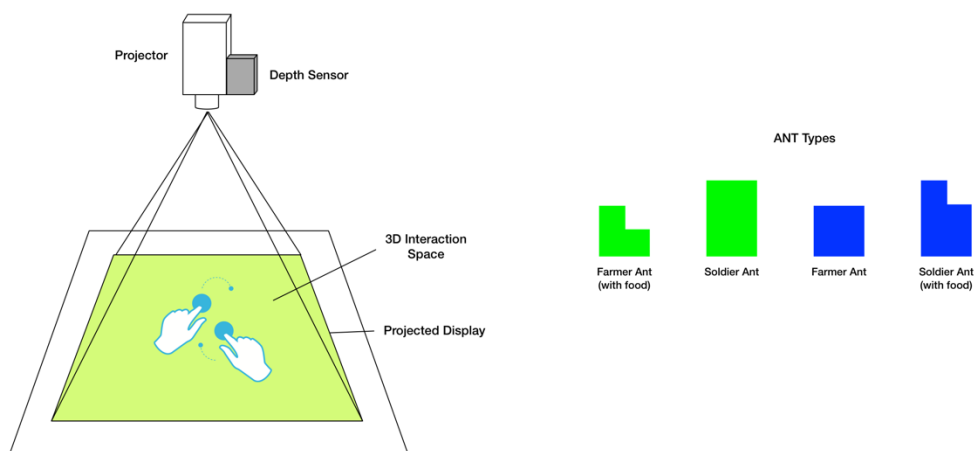 Projector
Depth Sensor
3D Interaction
Space
Projected Display
ANT Types
Farmer Ant
(with food)
Soldier Ant
Farmer Ant
Soldier Ant
(with food)